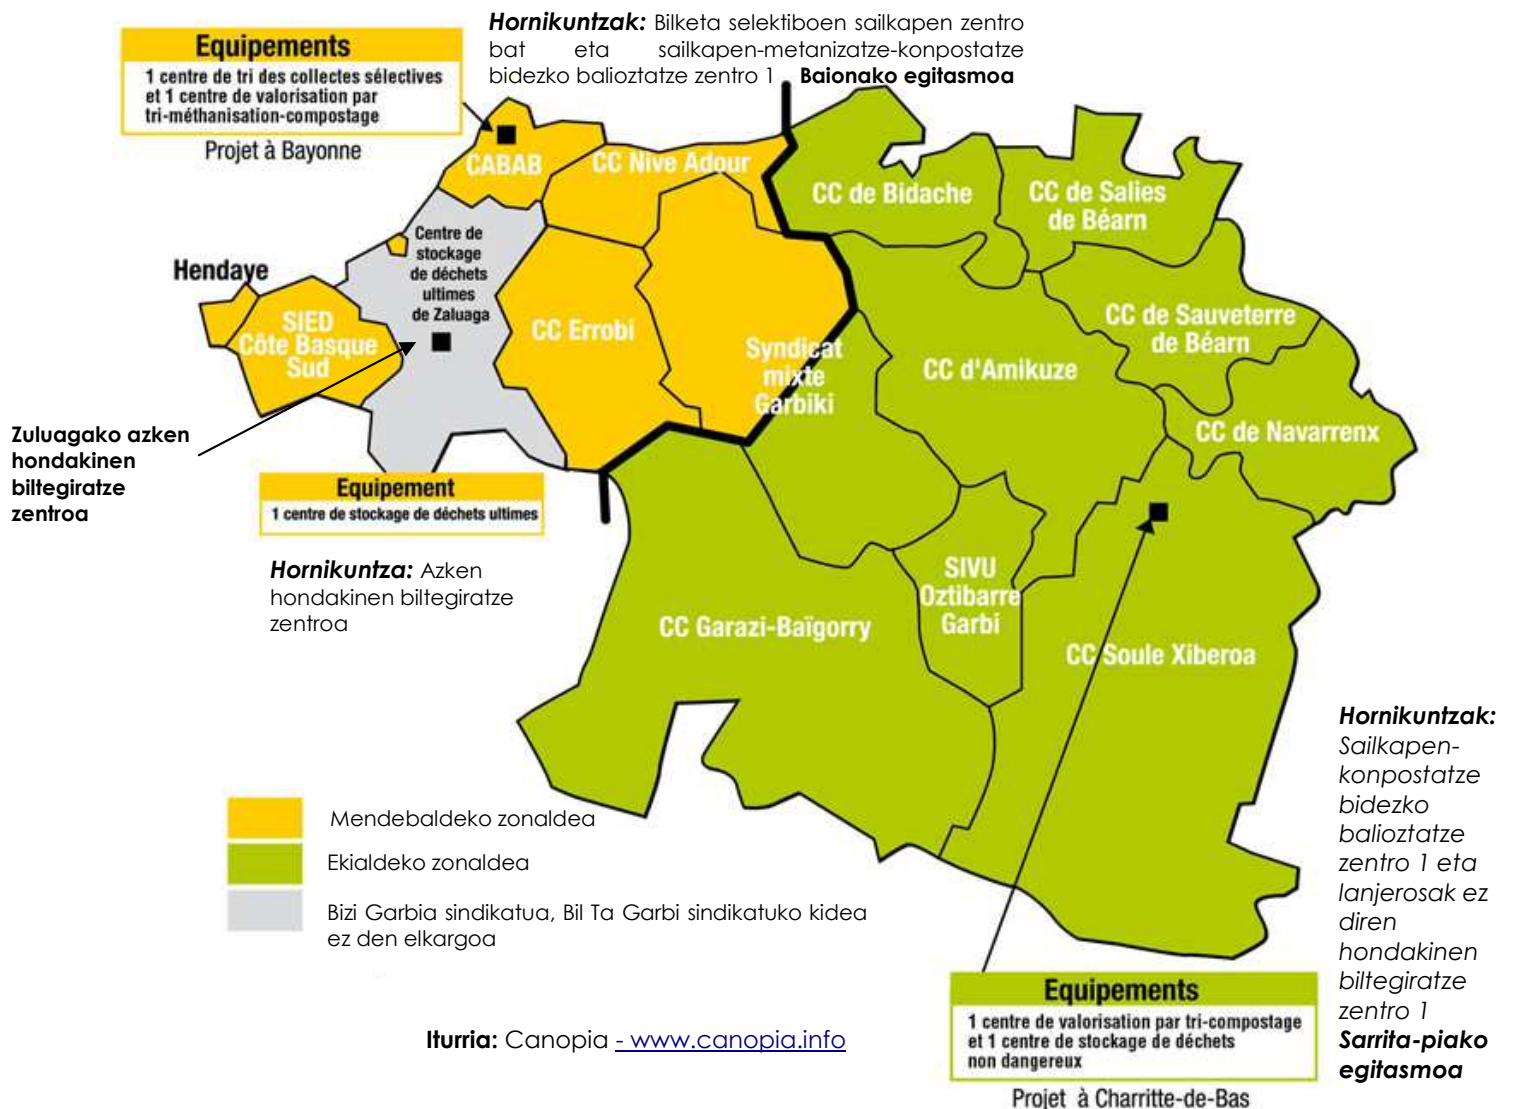 Hornikuntzak: Bilketa selektiboen sailkapen zentro
bat eta sailkapen-metanizatze-konpostatze
bidezko balioztatze zentro 1 Baionako egitasmoa
Equipements
1 centre de tri des collectes sélectives
et 1 centre de valorisation par
tri-méthanisation-compostage
Projet à Bayonne
CABAB
CC Nive Adour
CC de Bidache
CC de Salies
de Béarn
Centre de
stockage
de déchets
ultimes
de Zaluaga
Hendaye
SIED
Côte Basque
Sud
CC Errobi
Syndicat
mixte
Garbiki
CC d'Amikuze
CC de Sauveterre
de Béarn
CC de Navarrenx
Zuluagako azken
hondakinen
biltegiratze
zentroa
Equipement
1 centre de stockage de déchets ultimes
Hornikuntza: Azken
hondakinen biltegiratze
zentroa
SIVU
Oztibarre
Garbi
CC Garazi-Baïgorry
CC Soule Xiberoa
Hornikuntzak:
Sailkapen-
konpostatze
bidezko
balioztatze
zentro 1 eta
lanjerosak ez
diren
hondakinen
biltegiratze
zentro 1
Sarrita-piako
egitasmoa
Mendebaldeko zonaldea
Ekialdeko zonaldea
Bizi Garbia sindikatua, Bil Ta Garbi sindikatuko kidea
ez den elkargoa
Equipements
1 centre de valorisation par tri-compostage
et 1 centre de stockage de déchets
non dangereux
Projet à Charritte-de-Bas
Iturria: Canopia - www.canopia.info